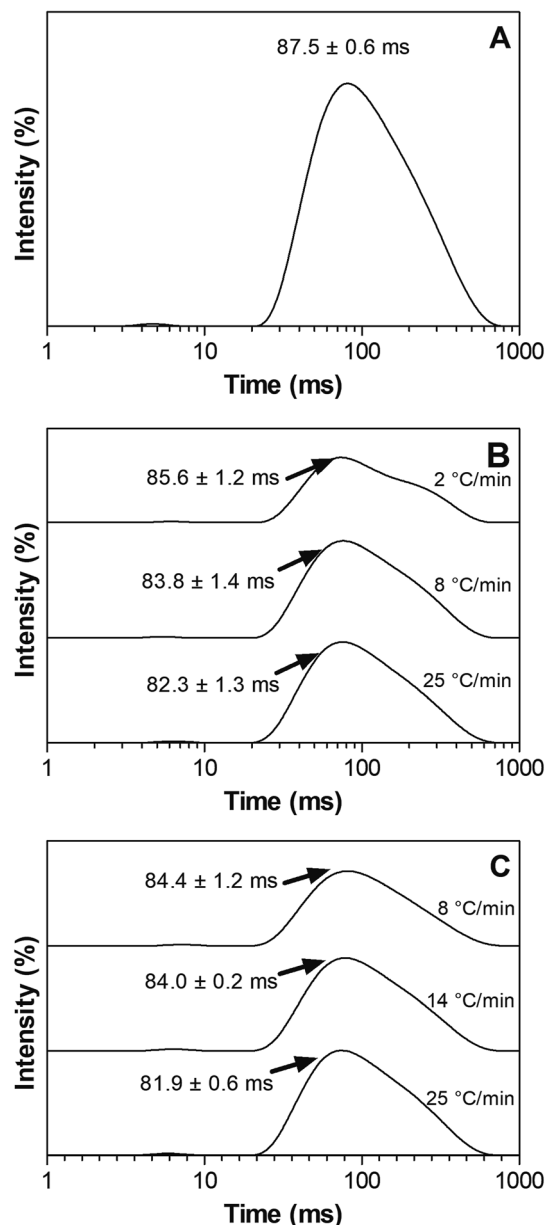 A
87.5 ± 0.6 ms
Intensity (%)
1 10 100 1000
Time (ms)
B
85.6 ± 1.2 ms
2 °C/min
83.8 ± 1.4 ms
8 °C/min
82.3 ± 1.3 ms
25 °C/min
Intensity (%)
1 10 100 1000
Time (ms)
C
84.4 ± 1.2 ms
8 °C/min
84.0 ± 0.2 ms
14 °C/min
81.9 ± 0.6 ms
25 °C/min
Intensity (%)
1 10 100 1000
Time (ms)